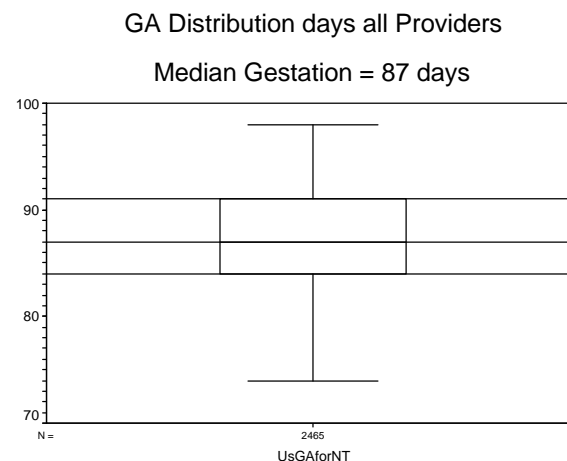 GA Distribution days all Providers
Median Gestation = 87 days
100
90
80
70
N =
2465
UsGAforNT